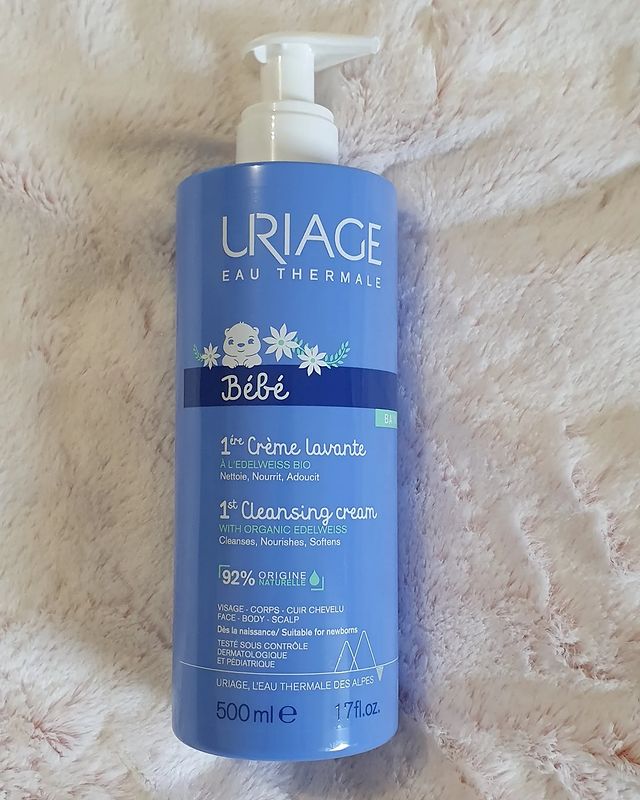 URIAGE
EAU THERMALE
Bébé
BA
1ère Crème lavante
À L'EDELWEISS BIO
Nettoie, Nourrit, Adoucit
1st Cleansing cream
WITH ORGANIC EDELWEISS
Cleanses, Nourishes, Softens
92% ORIGINE
NATURELLE
VISAGE - CORPS - CUIR CHEVELU
FACE - BODY - SCALP
Dès la naissance/ Suitable for newborns
TESTÉ SOUS CONTRÔLE
DERMATOLOGIQUE
ET PÉDIATRIQUE
URIAGE, L'EAU THERMALE DES ALPES
500 ml e 17fl.oz.